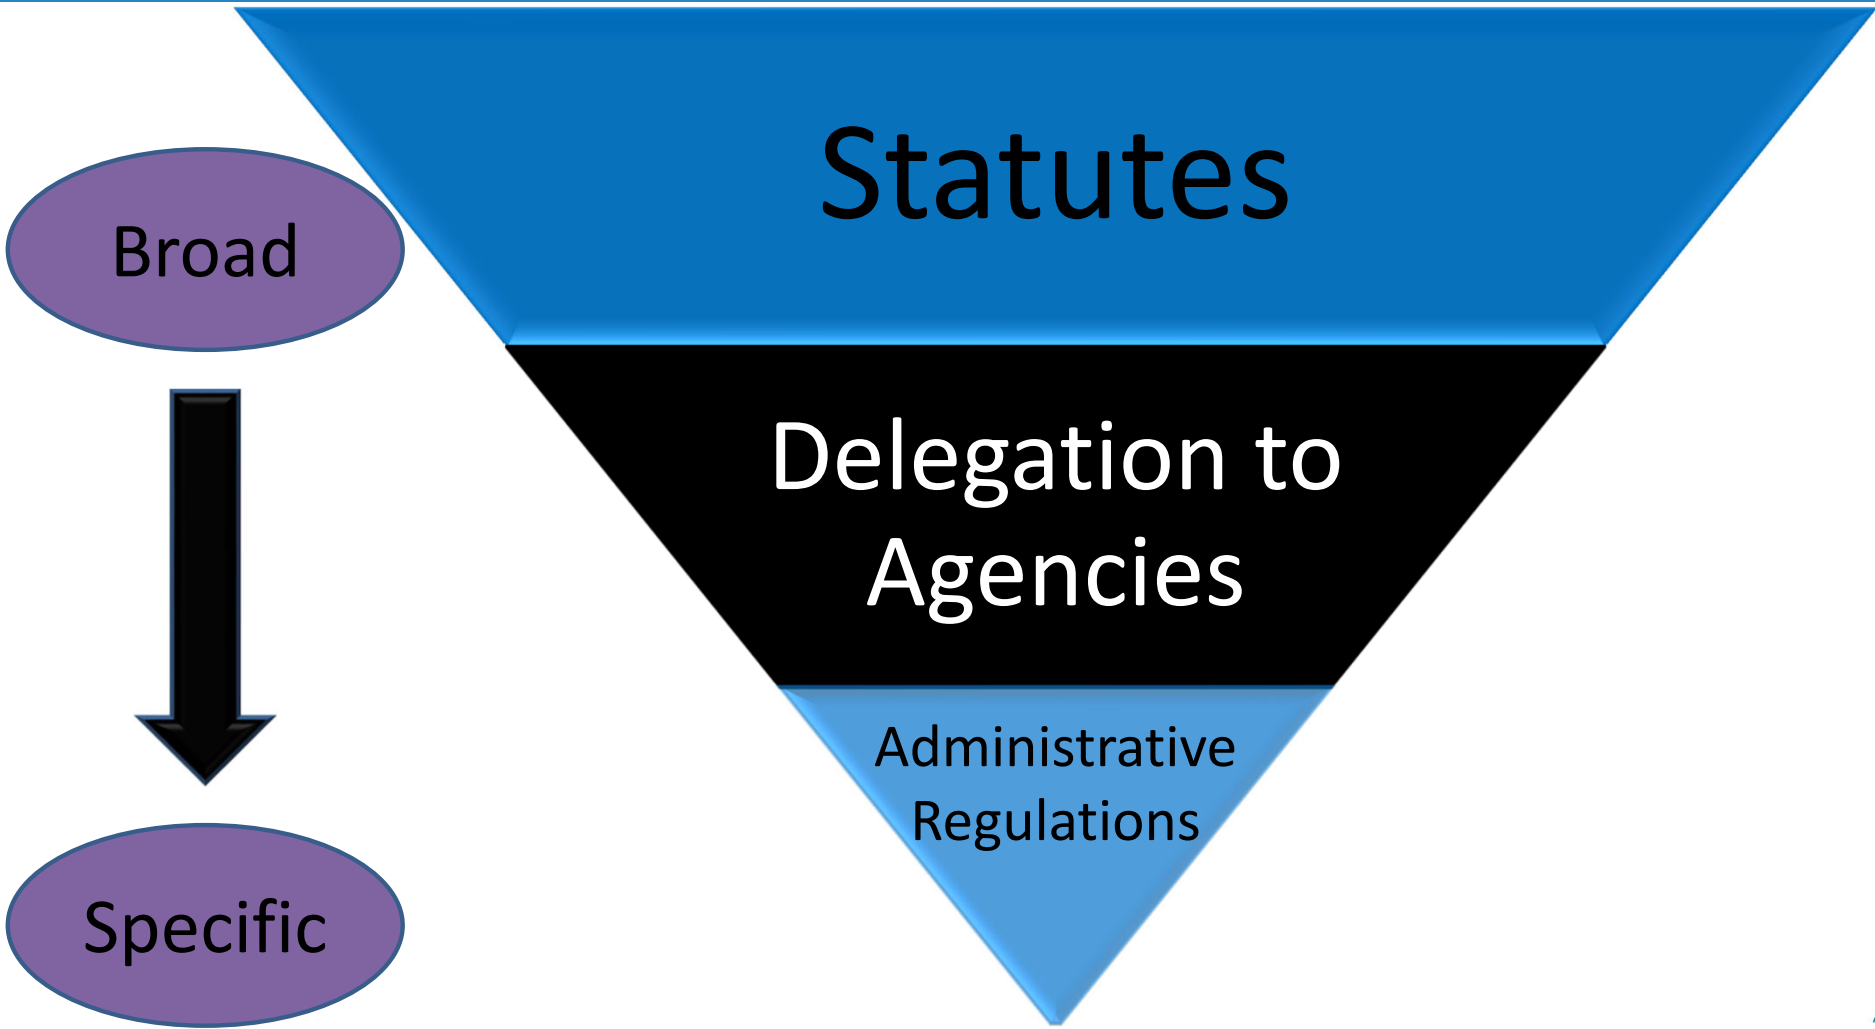 Statutes
Broad
Delegation to
Agencies
Administrative
Regulations
Specific